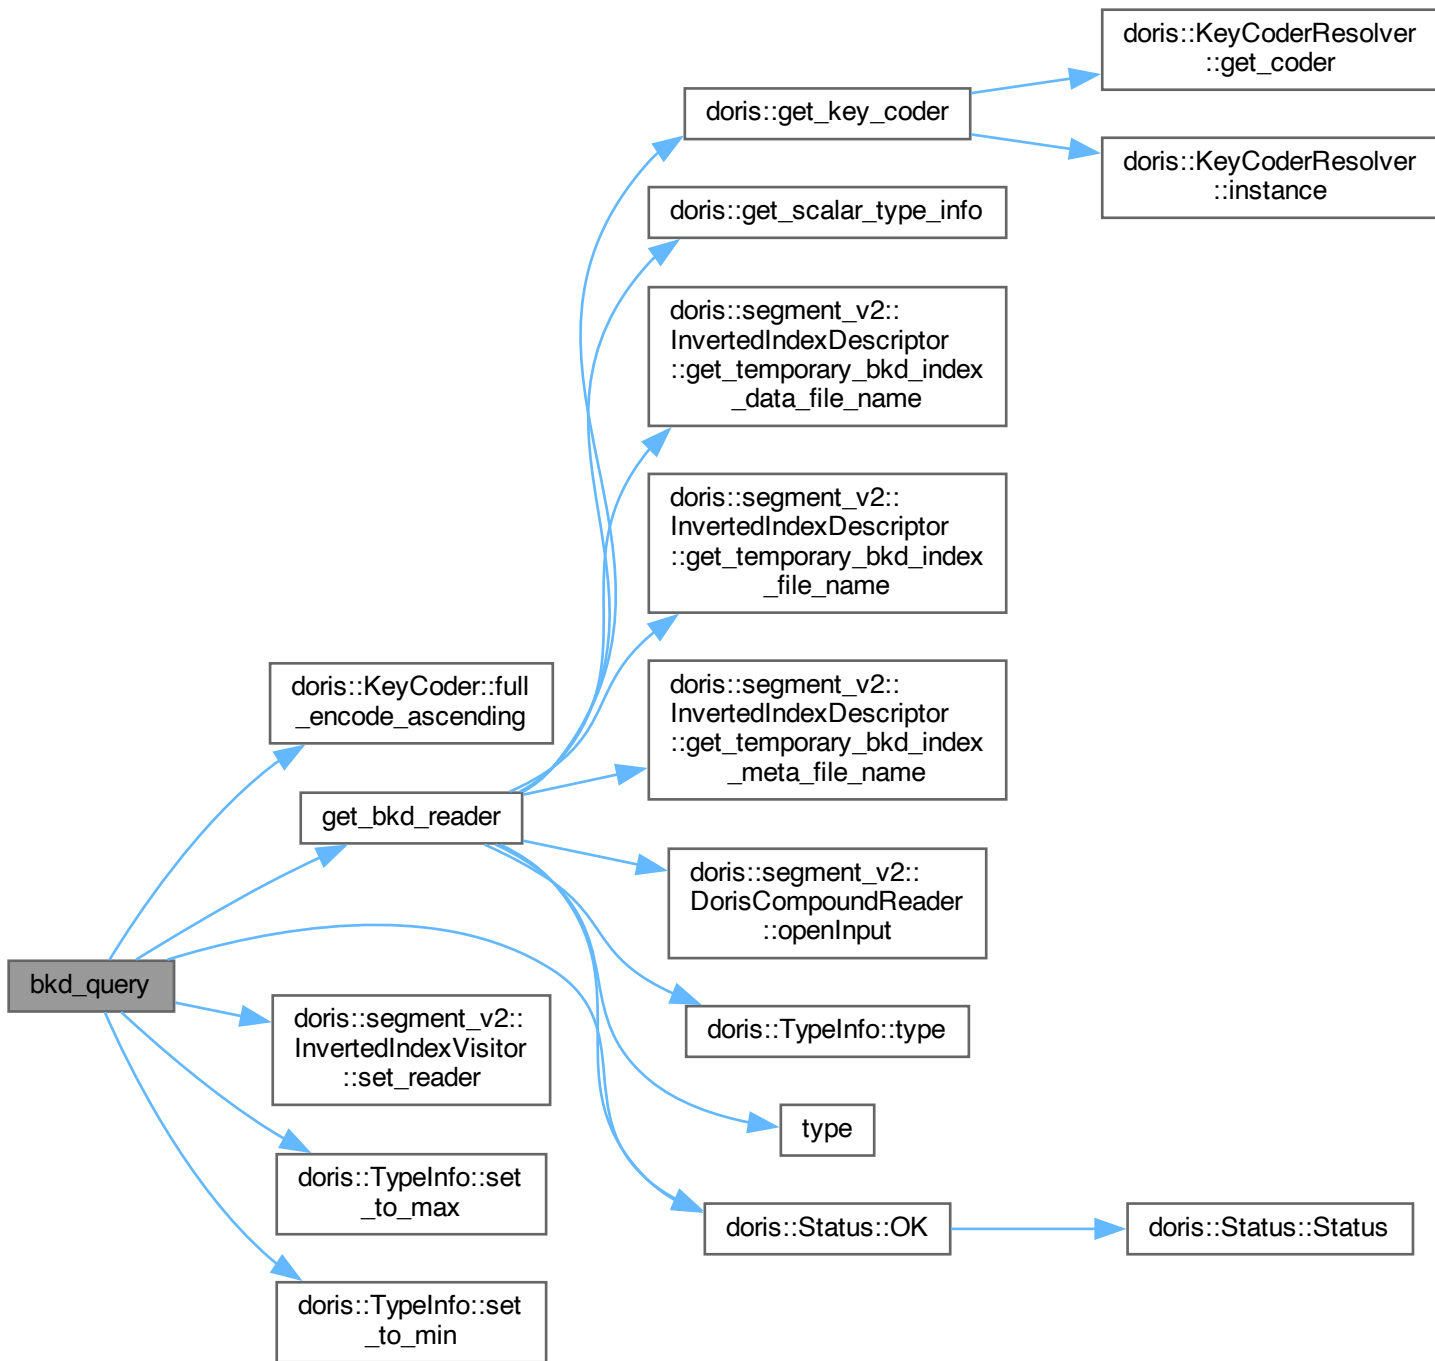 doris::KeyCoderResolver
::get_coder
doris::get_key_coder
doris::KeyCoderResolver
::instance
doris::get_scalar_type_info
doris::segment_v2::
InvertedIndexDescriptor
::get_temporary_bkd_index
_data_file_name
doris::segment_v2::
InvertedIndexDescriptor
::get_temporary_bkd_index
_file_name
doris::KeyCoder::full
_encode_ascending
doris::segment_v2::
InvertedIndexDescriptor
::get_temporary_bkd_index
_meta_file_name
get_bkd_reader
doris::segment_v2::
DorisCompoundReader
::openInput
bkd_query
doris::segment_v2::
InvertedIndexVisitor
::set_reader
doris::TypeInfo::type
type
doris::TypeInfo::set
_to_max
doris::Status::OK
doris::Status::Status
doris::TypeInfo::set
_to_min